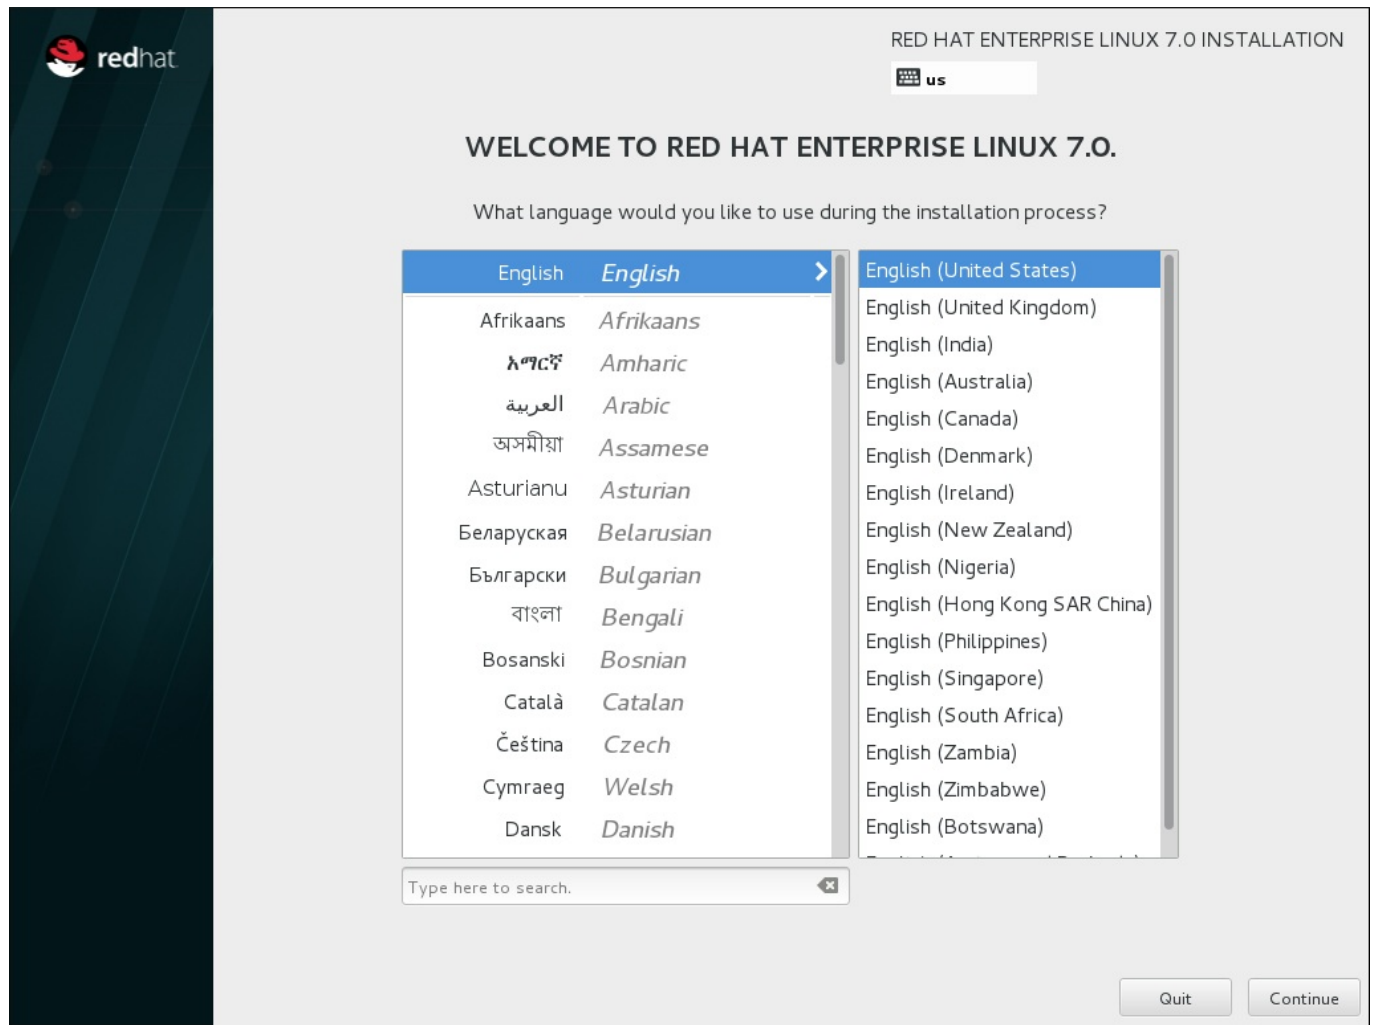 redhat
RED HAT ENTERPRISE LINUX 7.0 INSTALLATION
us
WELCOME TO RED HAT ENTERPRISE LINUX 7.0.
What language would you like to use during the installation process?
English English
Afrikaans Afrikaans
አማርኛ Amharic
العربية Arabic
অসমীয়া Assamese
Asturianu Asturian
Беларуская Belarusian
Български Bulgarian
বাংলা Bengali
Bosanski Bosnian
Català Catalan
Čeština Czech
Cymraeg Welsh
Dansk Danish
Type here to search.
English (United States)
English (United Kingdom)
English (India)
English (Australia)
English (Canada)
English (Denmark)
English (Ireland)
English (New Zealand)
English (Nigeria)
English (Hong Kong SAR China)
English (Philippines)
English (Singapore)
English (South Africa)
English (Zambia)
English (Zimbabwe)
English (Botswana)
Quit Continue